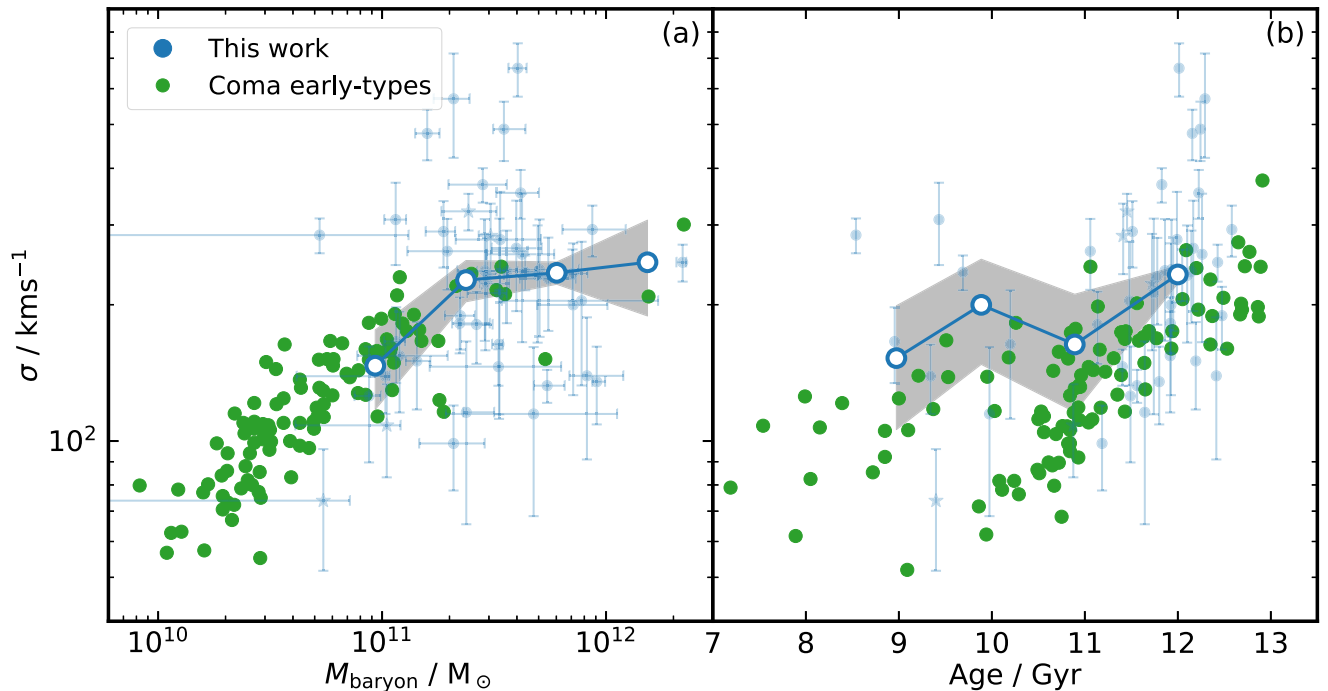 (a)
(b)
This work
Coma early-types
σ / kms⁻¹
10²
10¹⁰
10¹¹
10¹²
7
8
9
10
11
12
13
M_baryon / M_⊙
Age / Gyr